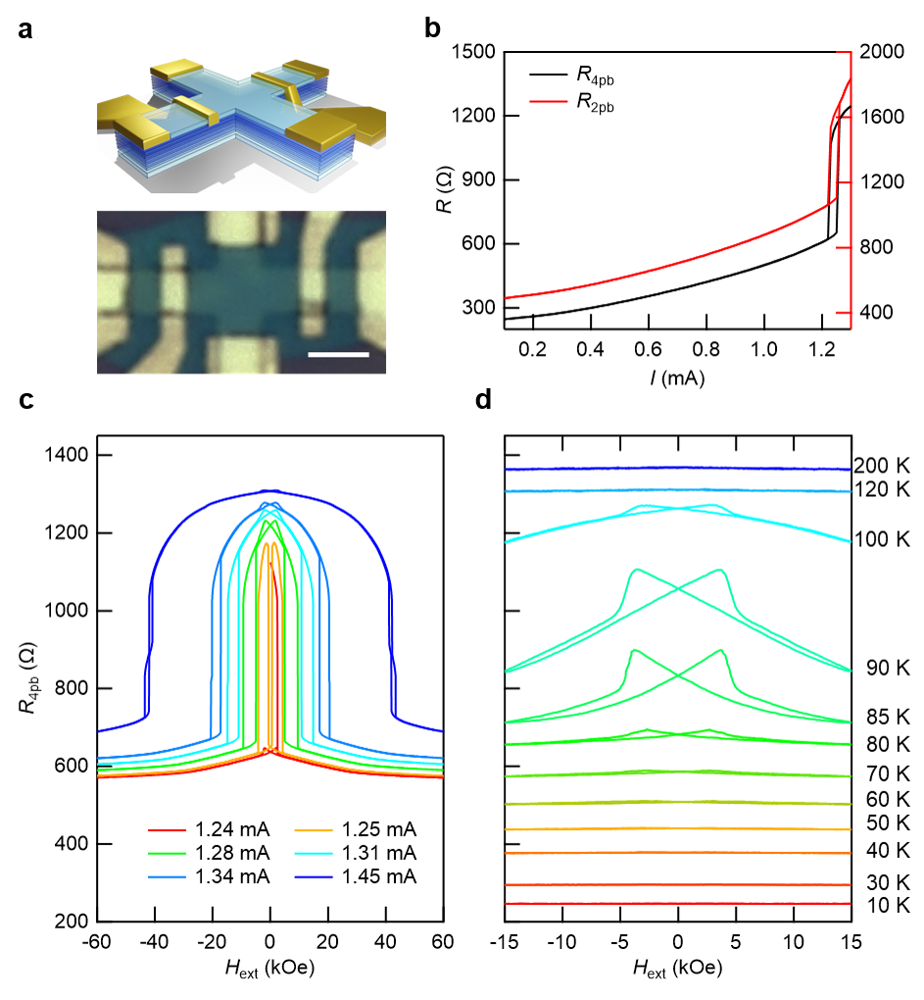 a
b
1500
1200
900
600
300
R (Ω)
R4pb
R2pb
2000
1600
1200
800
400
0.2 0.4 0.6 0.8 1.0 1.2
I (mA)
c
1400
1200
1000
800
600
400
200
R4pb (Ω)
1.24 mA 1.25 mA
1.28 mA 1.31 mA
1.34 mA 1.45 mA
-60 -40 -20 0 20 40 60
Hext (kOe)
d
200 K
120 K
100 K
90 K
85 K
80 K
70 K
60 K
50 K
40 K
30 K
10 K
-15 -10 -5 0 5 10 15
Hext (kOe)